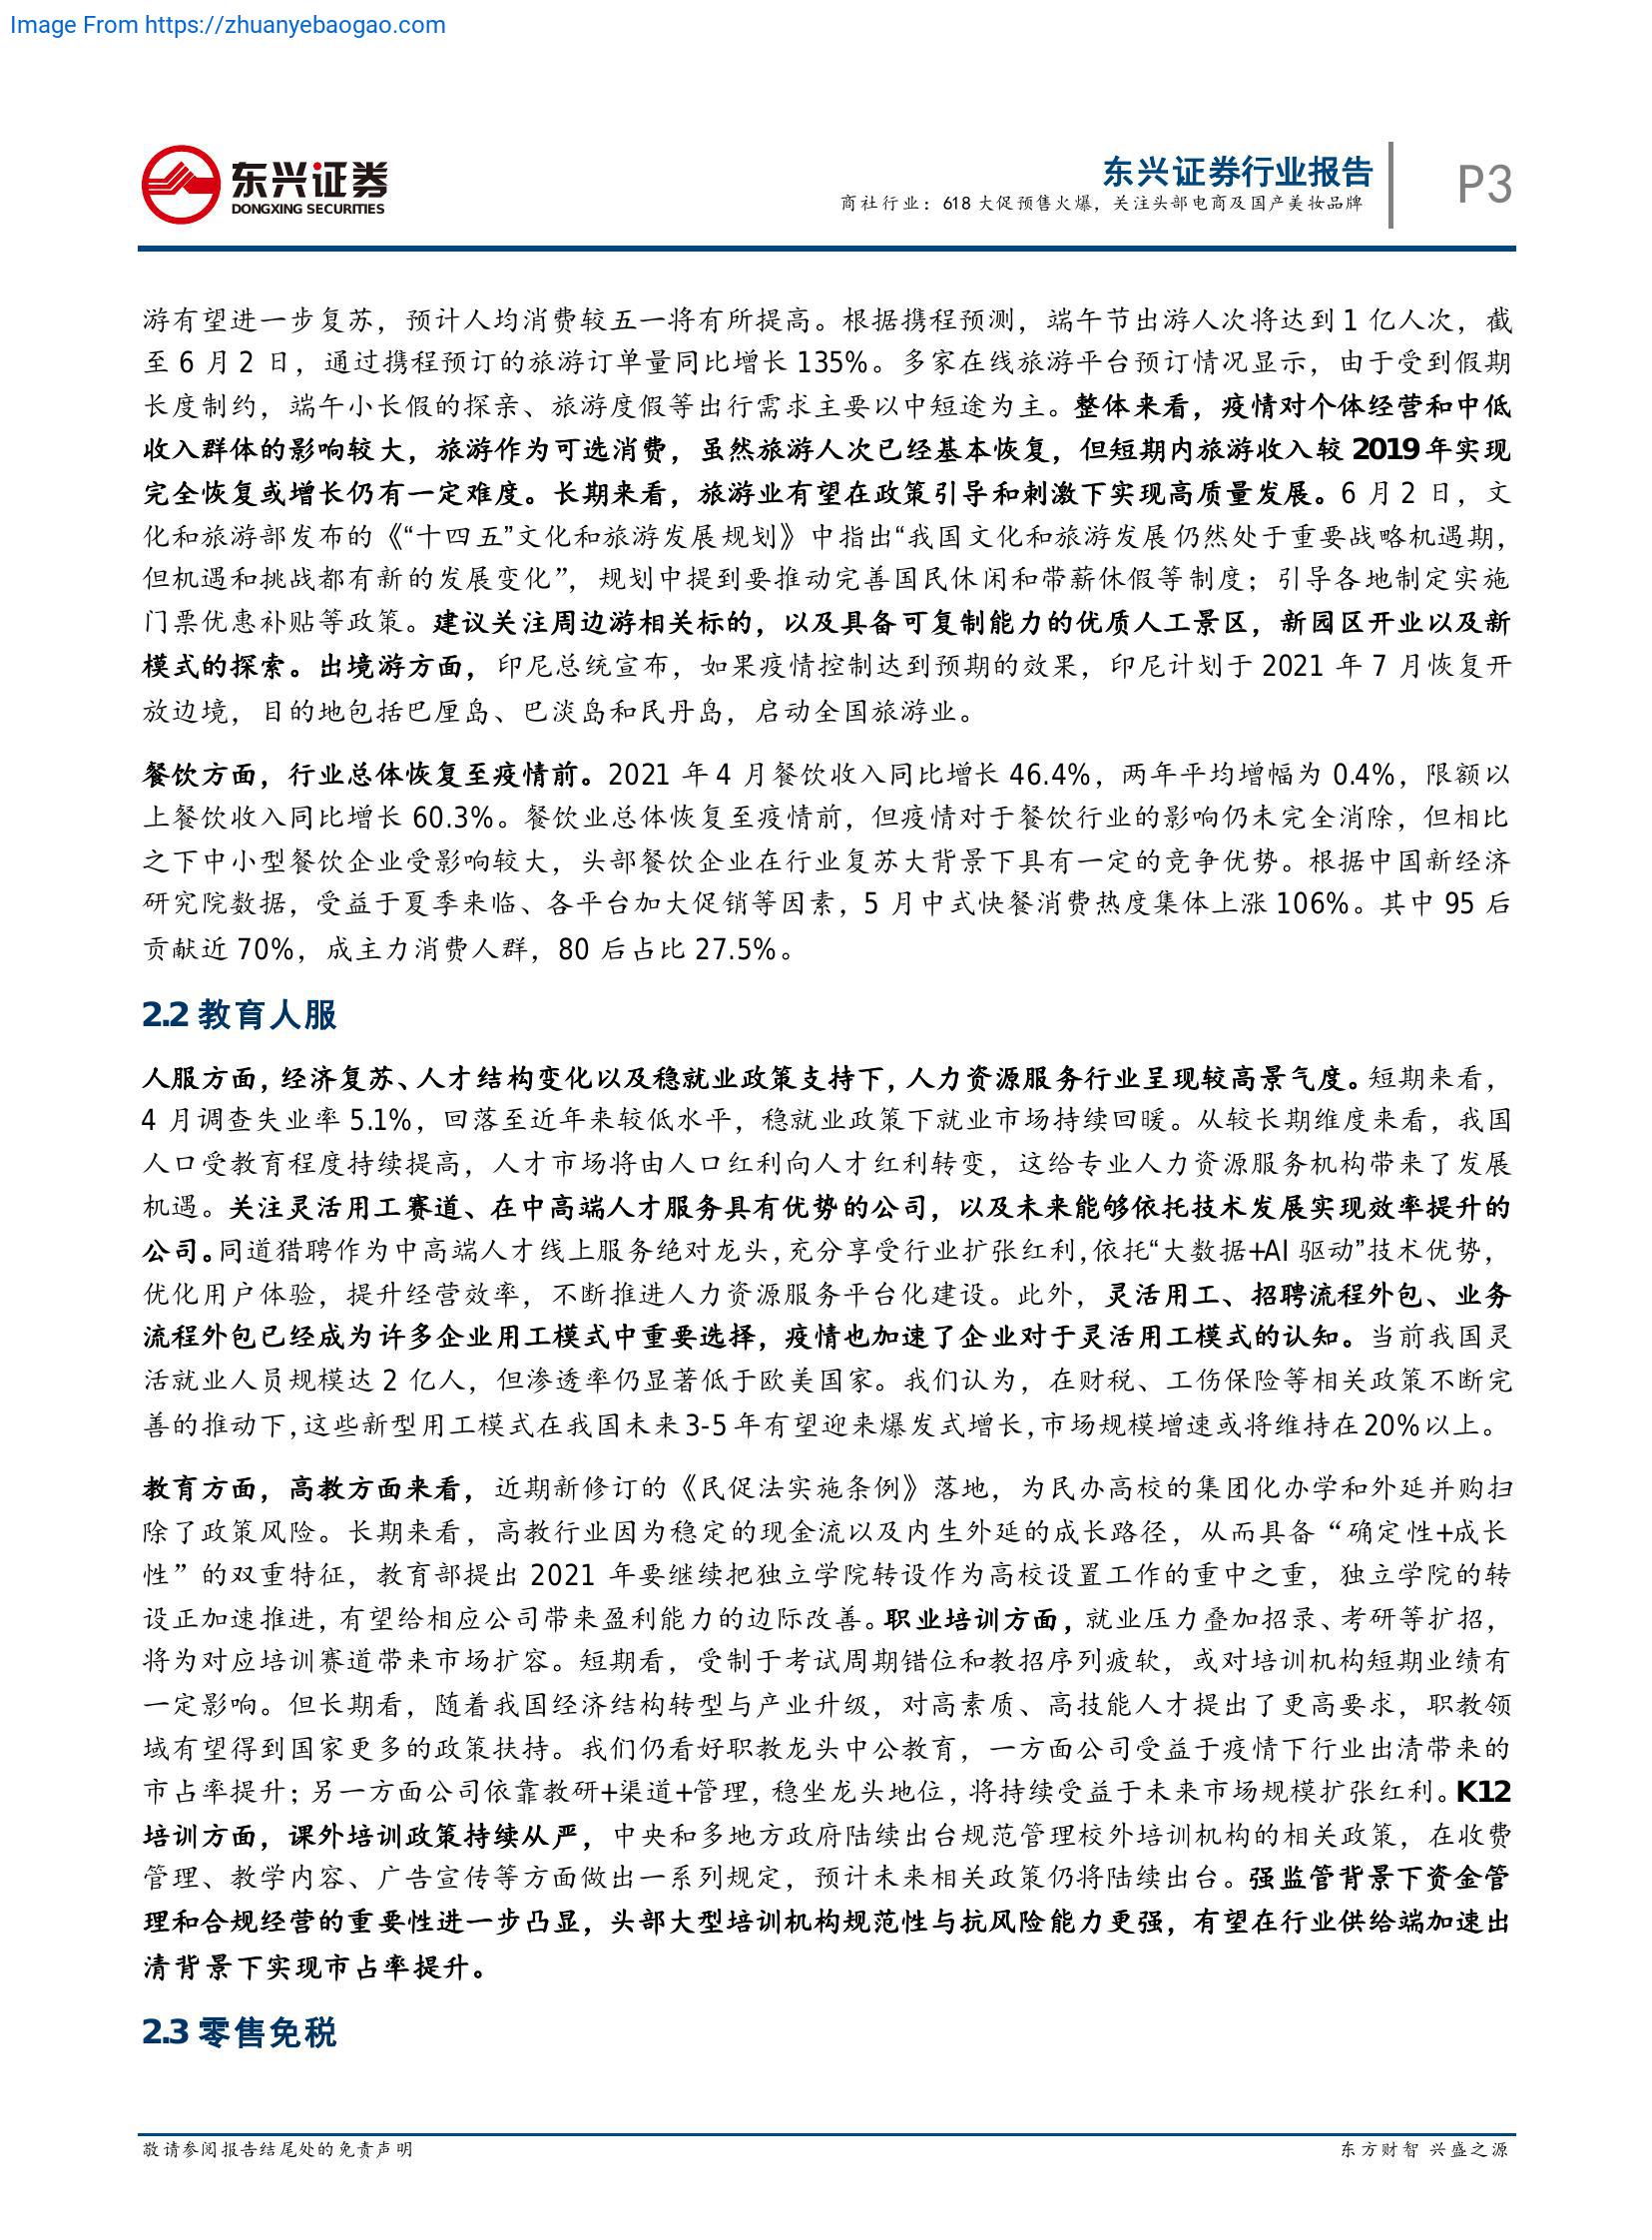 Image From https://zhuanyebaogao.com
东兴证券
DONGXING SECURITIES
东兴证券行业报告
商社行业：618 大促预售火爆，关注头部电商及国产美妆品牌
P3
游有望进一步复苏，预计人均消费较五一将有所提高。根据携程预测，端午节出游人次将达到 1 亿人次，截
至 6 月 2 日，通过携程预订的旅游订单量同比增长 135%。多家在线旅游平台预订情况显示，由于受到假期
长度制约，端午小长假的探亲、旅游度假等出行需求主要以中短途为主。整体来看，疫情对个体经营和中低
收入群体的影响较大，旅游作为可选消费，虽然旅游人次已经基本恢复，但短期内旅游收入较 2019 年实现
完全恢复或增长仍有一定难度。长期来看，旅游业有望在政策引导和刺激下实现高质量发展。6 月 2 日，文
化和旅游部发布的《“十四五”文化和旅游发展规划》中指出“我国文化和旅游发展仍然处于重要战略机遇期，
但机遇和挑战都有新的发展变化”，规划中提到要推动完善国民休闲和带薪休假等制度；引导各地制定实施
门票优惠补贴等政策。建议关注周边游相关标的，以及具备可复制能力的优质人工景区，新园区开业以及新
模式的探索。出境游方面，印尼总统宣布，如果疫情控制达到预期的效果，印尼计划于 2021 年 7 月恢复开
放边境，目的地包括巴厘岛、巴淡岛和民丹岛，启动全国旅游业。
餐饮方面，行业总体恢复至疫情前。2021 年 4 月餐饮收入同比增长 46.4%，两年平均增幅为 0.4%，限额以
上餐饮收入同比增长 60.3%。餐饮业总体恢复至疫情前，但疫情对于餐饮行业的影响仍未完全消除，但相比
之下中小型餐饮企业受影响较大，头部餐饮企业在行业复苏大背景下具有一定的竞争优势。根据中国新经济
研究院数据，受益于夏季来临、各平台加大促销等因素，5 月中式快餐消费热度集体上涨 106%。其中 95 后
贡献近 70%，成主力消费人群，80 后占比 27.5%。
2.2 教育人服
人服方面，经济复苏、人才结构变化以及稳就业政策支持下，人力资源服务行业呈现较高景气度。短期来看，
4 月调查失业率 5.1%，回落至近年来较低水平，稳就业政策下就业市场持续回暖。从较长期维度来看，我国
人口受教育程度持续提高，人才市场将由人口红利向人才红利转变，这给专业人力资源服务机构带来了发展
机遇。关注灵活用工赛道、在中高端人才服务具有优势的公司，以及未来能够依托技术发展实现效率提升的
公司。同道猎聘作为中高端人才线上服务绝对龙头，充分享受行业扩张红利，依托“大数据+AI 驱动”技术优势，
优化用户体验，提升经营效率，不断推进人力资源服务平台化建设。此外，灵活用工、招聘流程外包、业务
流程外包已经成为许多企业用工模式中重要选择，疫情也加速了企业对于灵活用工模式的认知。当前我国灵
活就业人员规模达 2 亿人，但渗透率仍显著低于欧美国家。我们认为，在财税、工伤保险等相关政策不断完
善的推动下，这些新型用工模式在我国未来 3-5 年有望迎来爆发式增长，市场规模增速或将维持在 20%以上。
教育方面，高教方面来看，近期新修订的《民促法实施条例》落地，为民办高校的集团化办学和外延并购扫
除了政策风险。长期来看，高教行业因为稳定的现金流以及内生外延的成长路径，从而具备“确定性+成长
性”的双重特征，教育部提出 2021 年要继续把独立学院转设作为高校设置工作的重中之重，独立学院的转
设正加速推进，有望给相应公司带来盈利能力的边际改善。职业培训方面，就业压力叠加招录、考研等扩招，
将为对应培训赛道带来市场扩容。短期看，受制于考试周期错位和教招序列疲软，或对培训机构短期业绩有
一定影响。但长期看，随着我国经济结构转型与产业升级，对高素质、高技能人才提出了更高要求，职教领
域有望得到国家更多的政策扶持。我们仍看好职教龙头中公教育，一方面公司受益于疫情下行业出清带来的
市占率提升；另一方面公司依靠教研+渠道+管理，稳坐龙头地位，将持续受益于未来市场规模扩张红利。K12
培训方面，课外培训政策持续从严，中央和多地方政府陆续出台规范管理校外培训机构的相关政策，在收费
管理、教学内容、广告宣传等方面做出一系列规定，预计未来相关政策仍将陆续出台。强监管背景下资金管
理和合规经营的重要性进一步凸显，头部大型培训机构规范性与抗风险能力更强，有望在行业供给端加速出
清背景下实现市占率提升。
2.3 零售免税
敬请参阅报告结尾处的免责声明
东方财智 兴盛之源